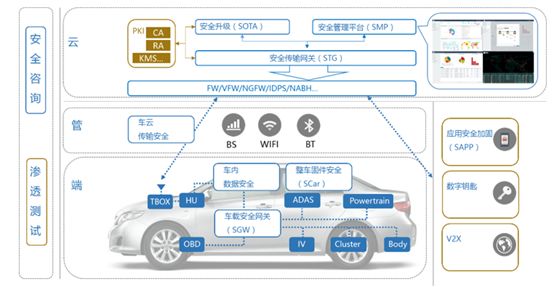 安全咨询
渗透测试
云
PKI
CA
RA
KMS...
安全升级（SOTA）
安全管理平台（SMP）
安全传输网关（STG）
FW/VFW/NGFW/IDPS/NABH...
管
车云
传输安全
BS
WIFI
BT
端
车内
数据安全
整车固件安全
（SCar）
TBOX
HU
ADAS
Powertrain
车载安全网关
（SGW）
OBD
IV
Cluster
Body
应用安全加固
（SAPP）
数字钥匙
V2X